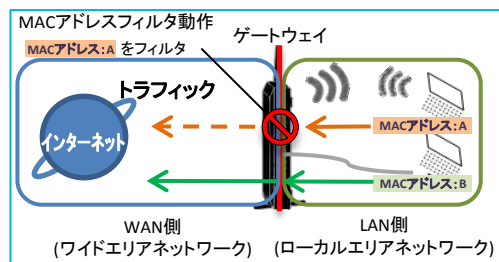 MACアドレスフィルタ動作
MACアドレス:A をフィルタ
ゲートウェイ
トラフィック
インターネット
MACアドレス:A
MACアドレス:B
WAN側
(ワイドエリアネットワーク)
LAN側
(ローカルエリアネットワーク)